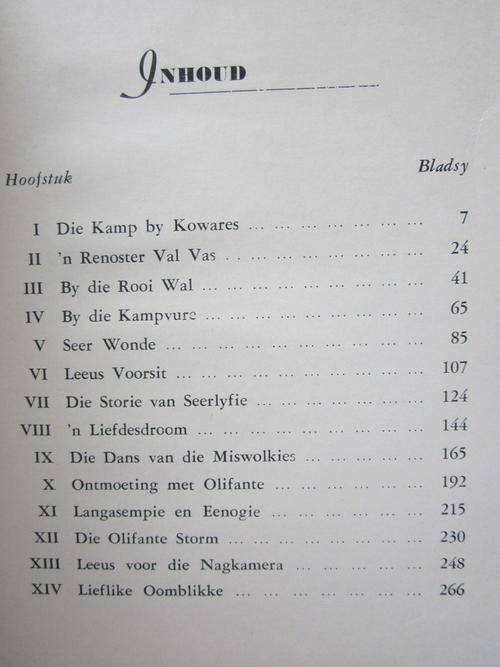 INHOUD
Hoofstuk Bladsy
I Die Kamp by Kowares ... ... ... ... ... ... ... 7
II 'n Renoster Val Vas . . ... ... ... ... ... ... ... 24
III By die Rooi Wal ... ... ... ... ... ... ... ... 41
IV By die Kampvure ... ... ... ... ... ... ... ... 65
V Seer Wonde ... ... ... ... ... ... ... ... ... 85
VI Leeus Voorsit ... ... ... ... ... ... ... ... ... 107
VII Die Storie van Seerlyfie ... ... ... ... ... ... ... 124
VIII 'n Liefdesdroom ... ... ... ... ... ... ... ... ... 144
IX Die Dans van die Miswolkies ... ... ... ... ... 165
X Ontmoeting met Olifante ... ... ... ... ... ... 192
XI Langasempie en Eenogie ... ... ... ... ... ... 215
XII Die Olifante Storm ... ... ... ... ... ... ... ... 230
XIII Leeus voor die Nagkamera ... ... ... ... ... 248
XIV Lieflike Oomblikke ... ... ... ... ... ... ... 266